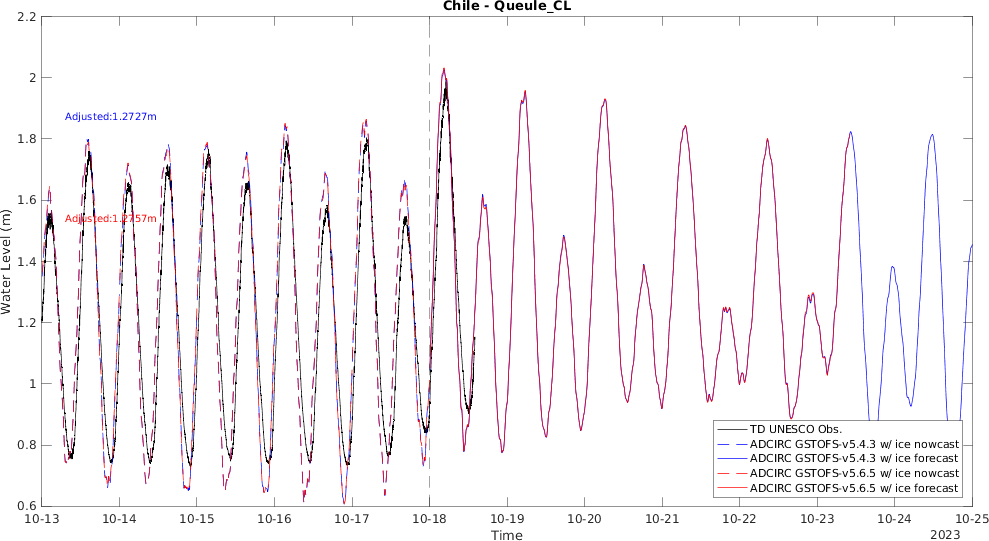 Chile - Queule_CL
2.2
2
1.8
1.6
1.4
1.2
1
0.8
0.6
Water Level (m)
Adjusted:1.2727m
Adjusted:1.2757m
TD UNESCO Obs.
ADCIRC GSTOFS-v5.4.3 w/ ice nowcast
ADCIRC GSTOFS-v5.4.3 w/ ice forecast
ADCIRC GSTOFS-v5.6.5 w/ ice nowcast
ADCIRC GSTOFS-v5.6.5 w/ ice forecast
10-13 10-14 10-15 10-16 10-17 10-18 10-19 10-20 10-21 10-22 10-23 10-24 10-25
Time
2023